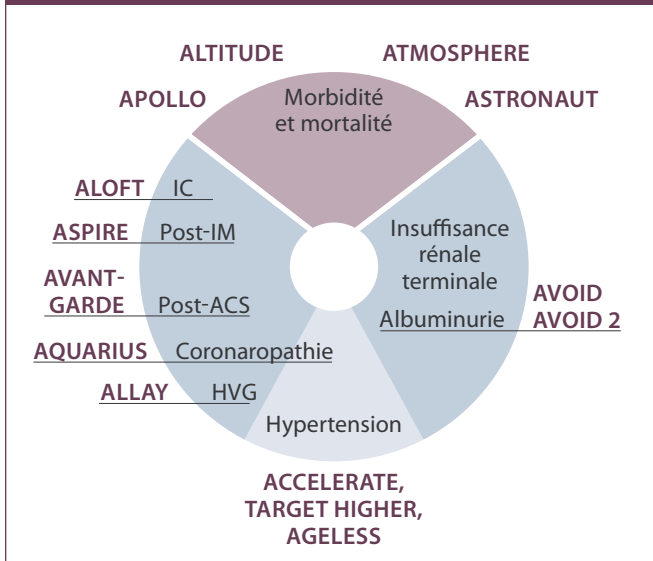 ALTITUDE
ATMOSPHERE
APOLLO
Morbidité
et mortalité
ASTRONAUT
ALOFT IC
ASPIRE Post-IM
AVANT-
GARDE Post-ACS
AQUARIUS Coronaropathie
ALLAY HVG
Insuffisance
rénale
terminale
AVOID
Albuminurie AVOID 2
Hypertension
ACCELERATE,
TARGET HIGHER,
AGELESS